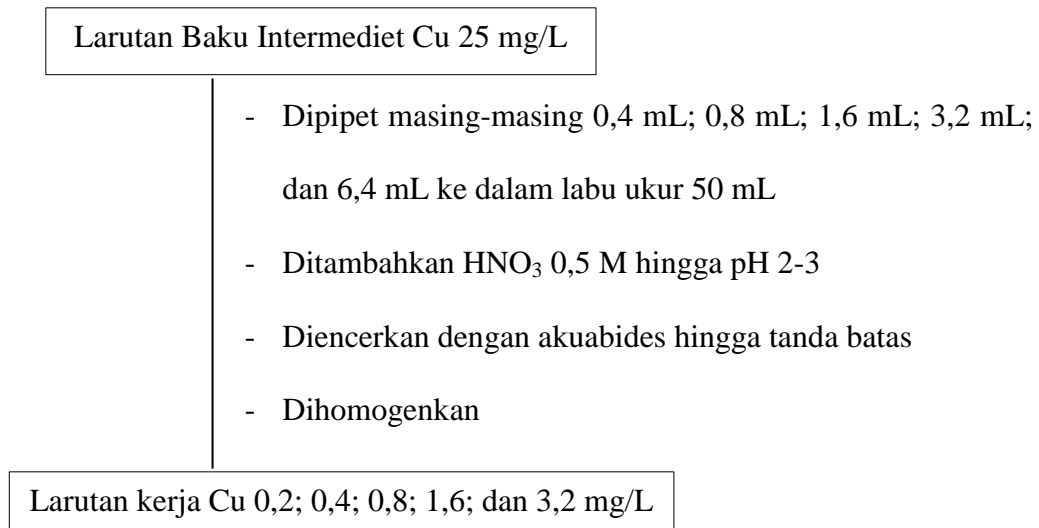 Larutan Baku Intermediet Cu 25 mg/L
- Dipipet masing-masing 0,4 mL; 0,8 mL; 1,6 mL; 3,2 mL;
dan 6,4 mL ke dalam labu ukur 50 mL
- Ditambahkan HNO₃ 0,5 M hingga pH 2-3
- Diencerkan dengan akuabides hingga tanda batas
- Dihomogenkan
Larutan kerja Cu 0,2; 0,4; 0,8; 1,6; dan 3,2 mg/L